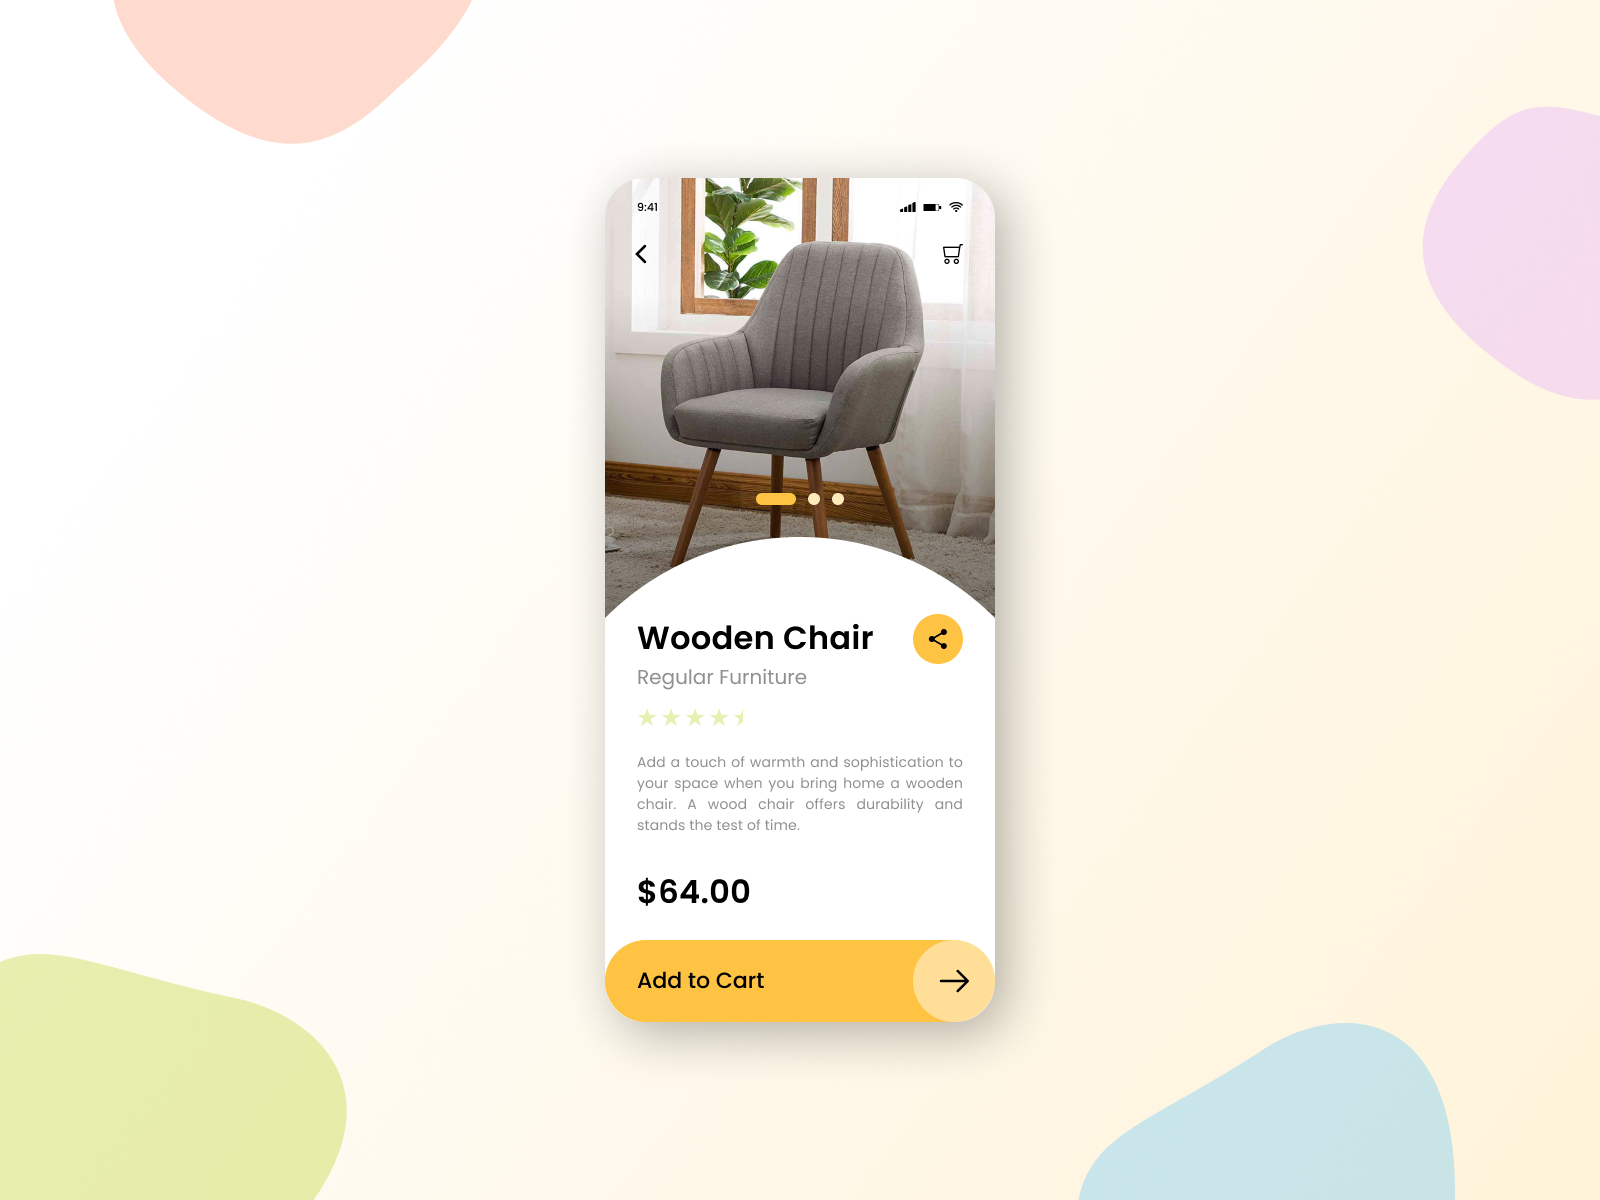 9:41
Wooden Chair
Regular Furniture
Add a touch of warmth and sophistication to
your space when you bring home a wooden
chair. A wood chair offers durability and
stands the test of time.
$64.00
Add to Cart